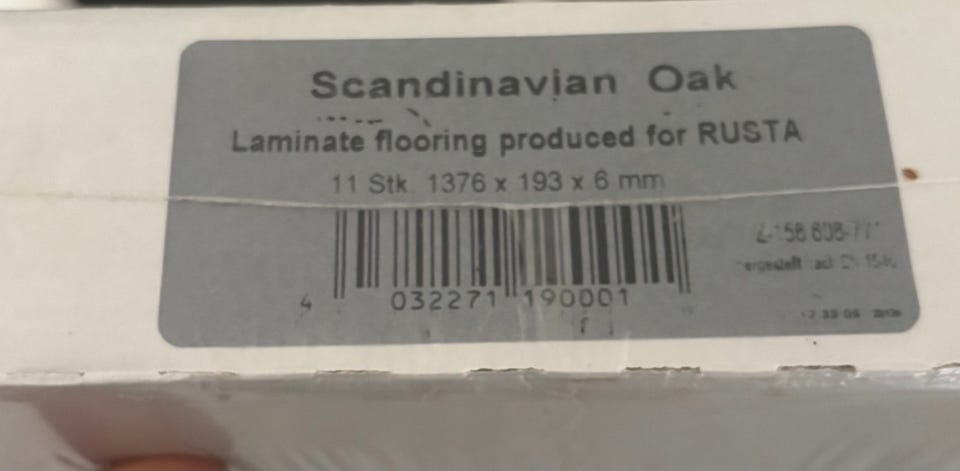 Scandinavian Oak
Laminate flooring produced for RUSTA
11 Stk 1376 x 193 x 6 mm
4 032271 190001